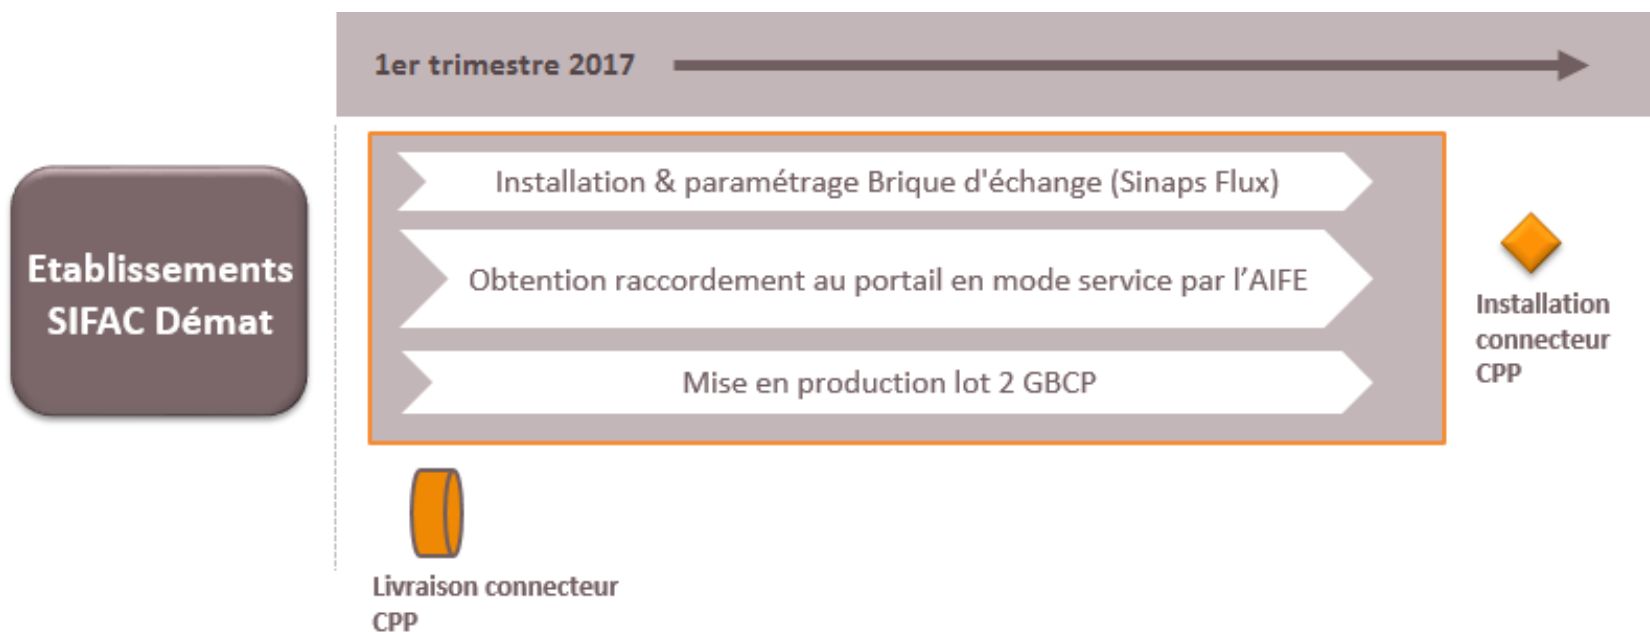 1er trimestre 2017
Etablissements
SIFAC Démat
Installation & paramétrage Brique d'échange (Sinaps Flux)
Obtention raccordement au portail en mode service par l’AIFE
Mise en production lot 2 GBCP
Installation
connecteur
CPP
Livraison connecteur
CPP